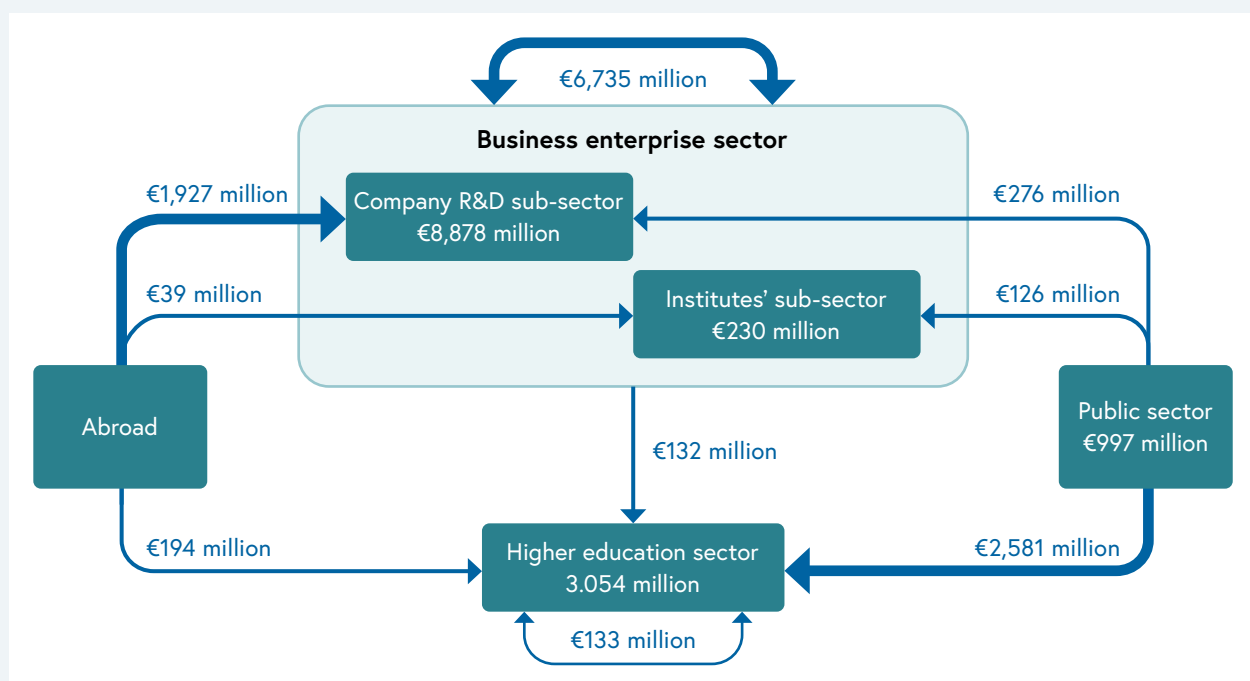 €6,735 million
Business enterprise sector
€1,927 million
Company R&D sub-sector
€8,878 million
€276 million
€39 million
Institutes’ sub-sector
€230 million
€126 million
Abroad
Public sector
€997 million
€132 million
€194 million
Higher education sector
3.054 million
€2,581 million
€133 million